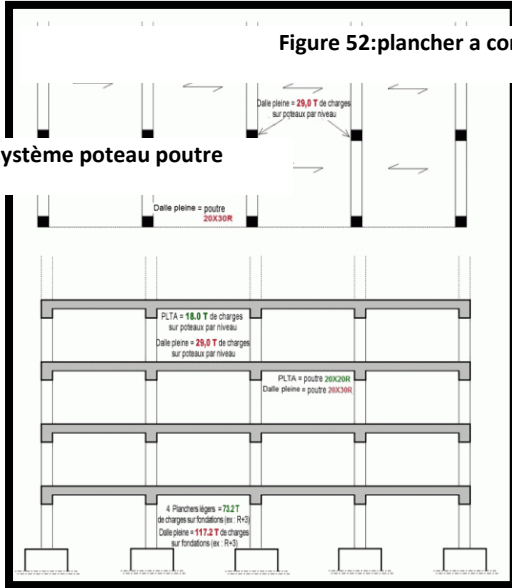 Figure 52:plancher a co
Dalle pleine = 29,0 T de charges
sur poteaux par niveau
ystème poteau poutre
Dalle pleine = poutre
20X30R
PLTA = 18.0 T de charges
sur poteaux par niveau
Dalle pleine = 29,0 T de charges
sur poteaux par niveau
PLTA = poutre 20X20R
Dalle pleine = poutre 20X30R
4 Planchers légers = 73.2 T
de charges sur fondations (ex : R+3)
Dalle pleine = 117.2 T de charges
sur fondations (ex : R+3)